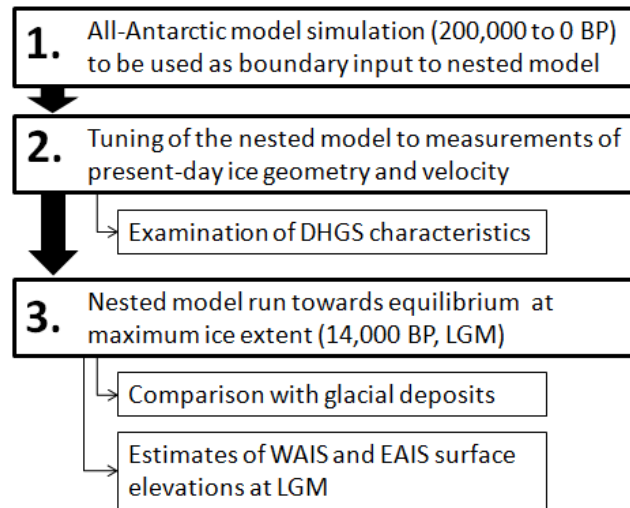 1. All-Antarctic model simulation (200,000 to 0 BP)
to be used as boundary input to nested model
2. Tuning of the nested model to measurements of
present-day ice geometry and velocity
Examination of DHGS characteristics
3. Nested model run towards equilibrium at
maximum ice extent (14,000 BP, LGM)
Comparison with glacial deposits
Estimates of WAIS and EAIS surface
elevations at LGM